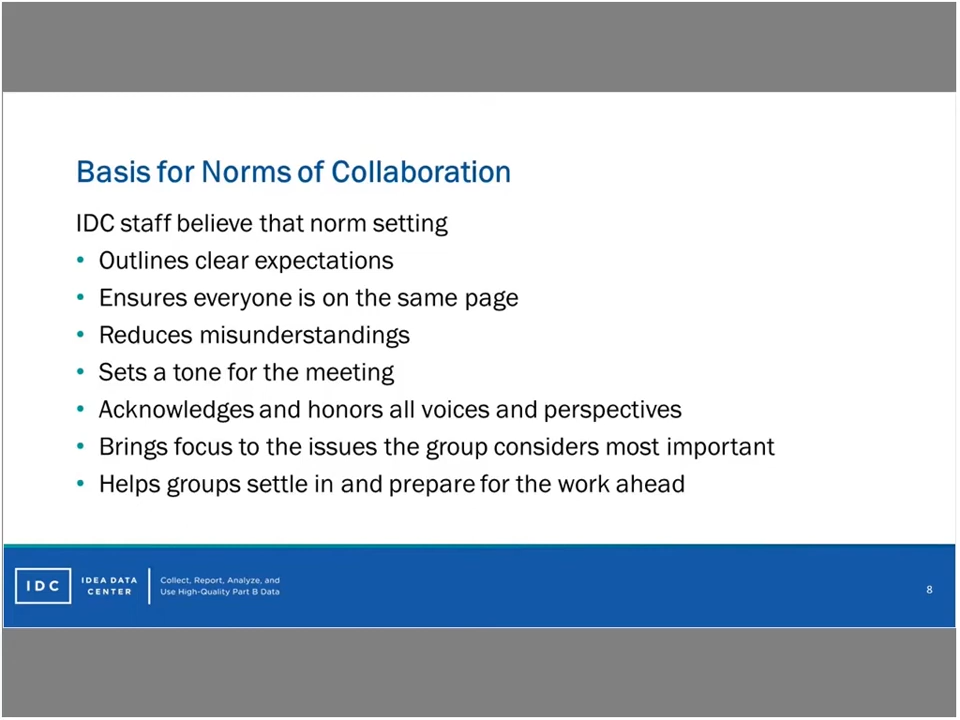 Basis for Norms of Collaboration
IDC staff believe that norm setting
• Outlines clear expectations
• Ensures everyone is on the same page
• Reduces misunderstandings
• Sets a tone for the meeting
• Acknowledges and honors all voices and perspectives
• Brings focus to the issues the group considers most important
• Helps groups settle in and prepare for the work ahead
IDC
IDEA DATA
CENTER
Collect, Report, Analyze, and
Use High-Quality Part B Data
8